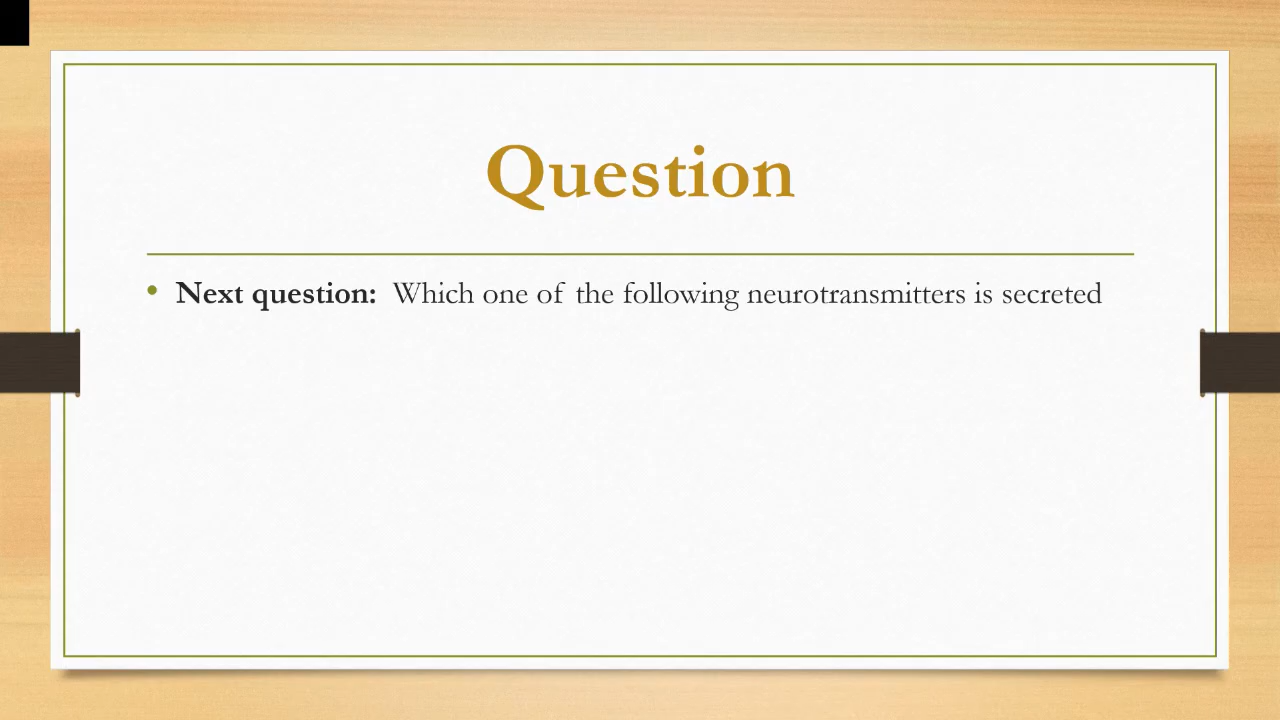 Question
• Next question: Which one of the following neurotransmitters is secreted